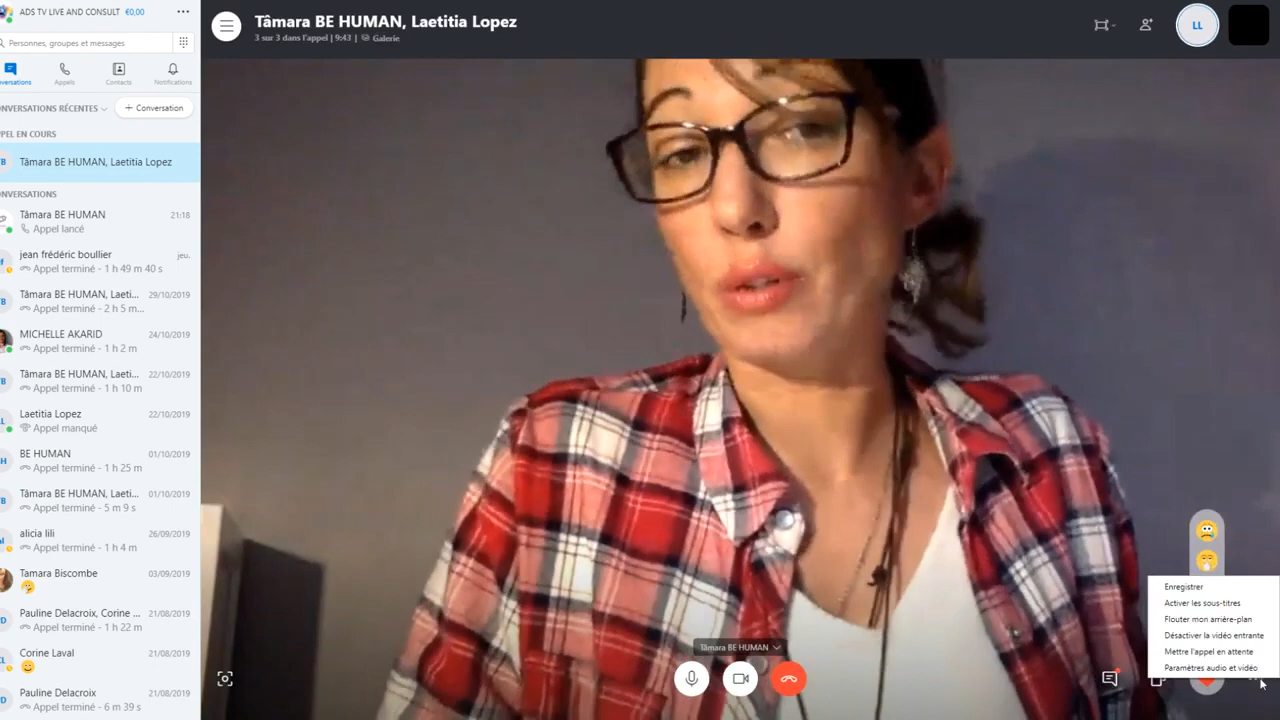 ADS TV LIVE AND CONSULT €0,00
Personnes, groupes et messages
Appels
Contacts
Notifications
Conversation
APPEL EN COURS
Tâmara BE HUMAN, Laetitia Lopez
Tâmara BE HUMAN 21:18
Appel lancé
jean frédéric boullier jeu.
Appel terminé - 1 h 49 m 40 s
Tâmara BE HUMAN, Laeti... 29/10/2019
Appel terminé - 2 h 5 m...
MICHELLE AKARID 24/10/2019
Appel terminé - 1 h 2 m
Tâmara BE HUMAN, Laeti... 22/10/2019
Appel terminé - 1 h 10 m
Laetitia Lopez 22/10/2019
Appel manqué
BE HUMAN 01/10/2019
Appel terminé - 1 h 25 m
Tâmara BE HUMAN, Laeti... 01/10/2019
Appel terminé - 5 m 9 s
alicia lili 26/09/2019
Appel terminé - 1 h 4 m
Tamara Biscombe 03/09/2019
Pauline Delacroix, Corine ... 21/08/2019
Appel terminé - 1 h 22 m
Corine Laval 21/08/2019
Pauline Delacroix 21/08/2019
Appel terminé - 6 m 39 s
Tâmara BE HUMAN, Laetitia Lopez
3 sur 3 dans l'appel | 9:43 | Galerie
LL
Tâmara BE HUMAN
Enregistrer
Activer les sous-titres
Flouter mon arrière-plan
Désactiver la vidéo entrante
Mettre l'appel en attente
Paramètres audio et vidéo